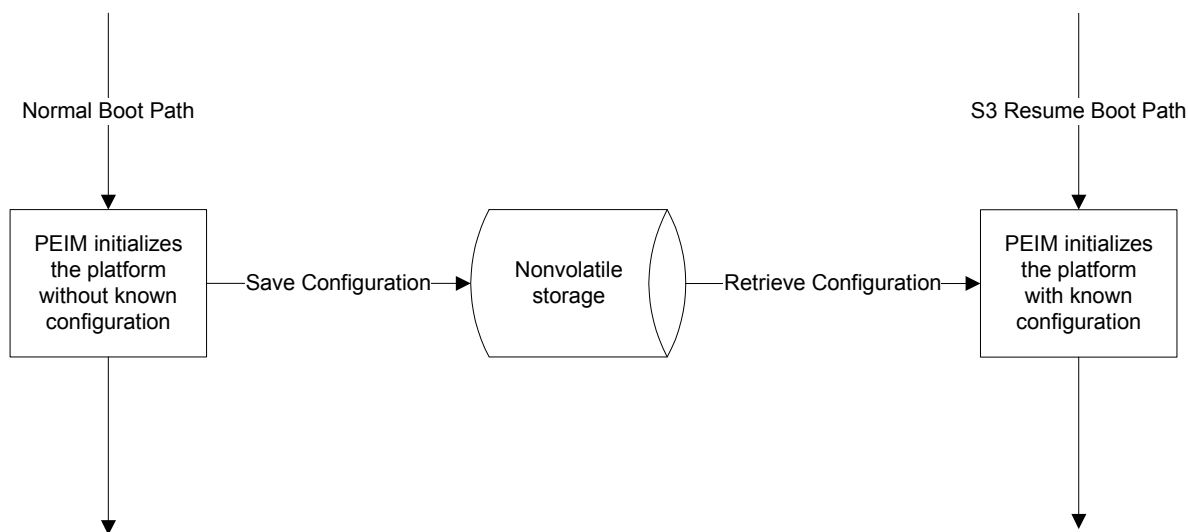 Normal Boot Path
S3 Resume Boot Path
PEIM initializes
the platform
without known
configuration
Save Configuration
Nonvolatile
storage
Retrieve Configuration
PEIM initializes
the platform
with known
configuration